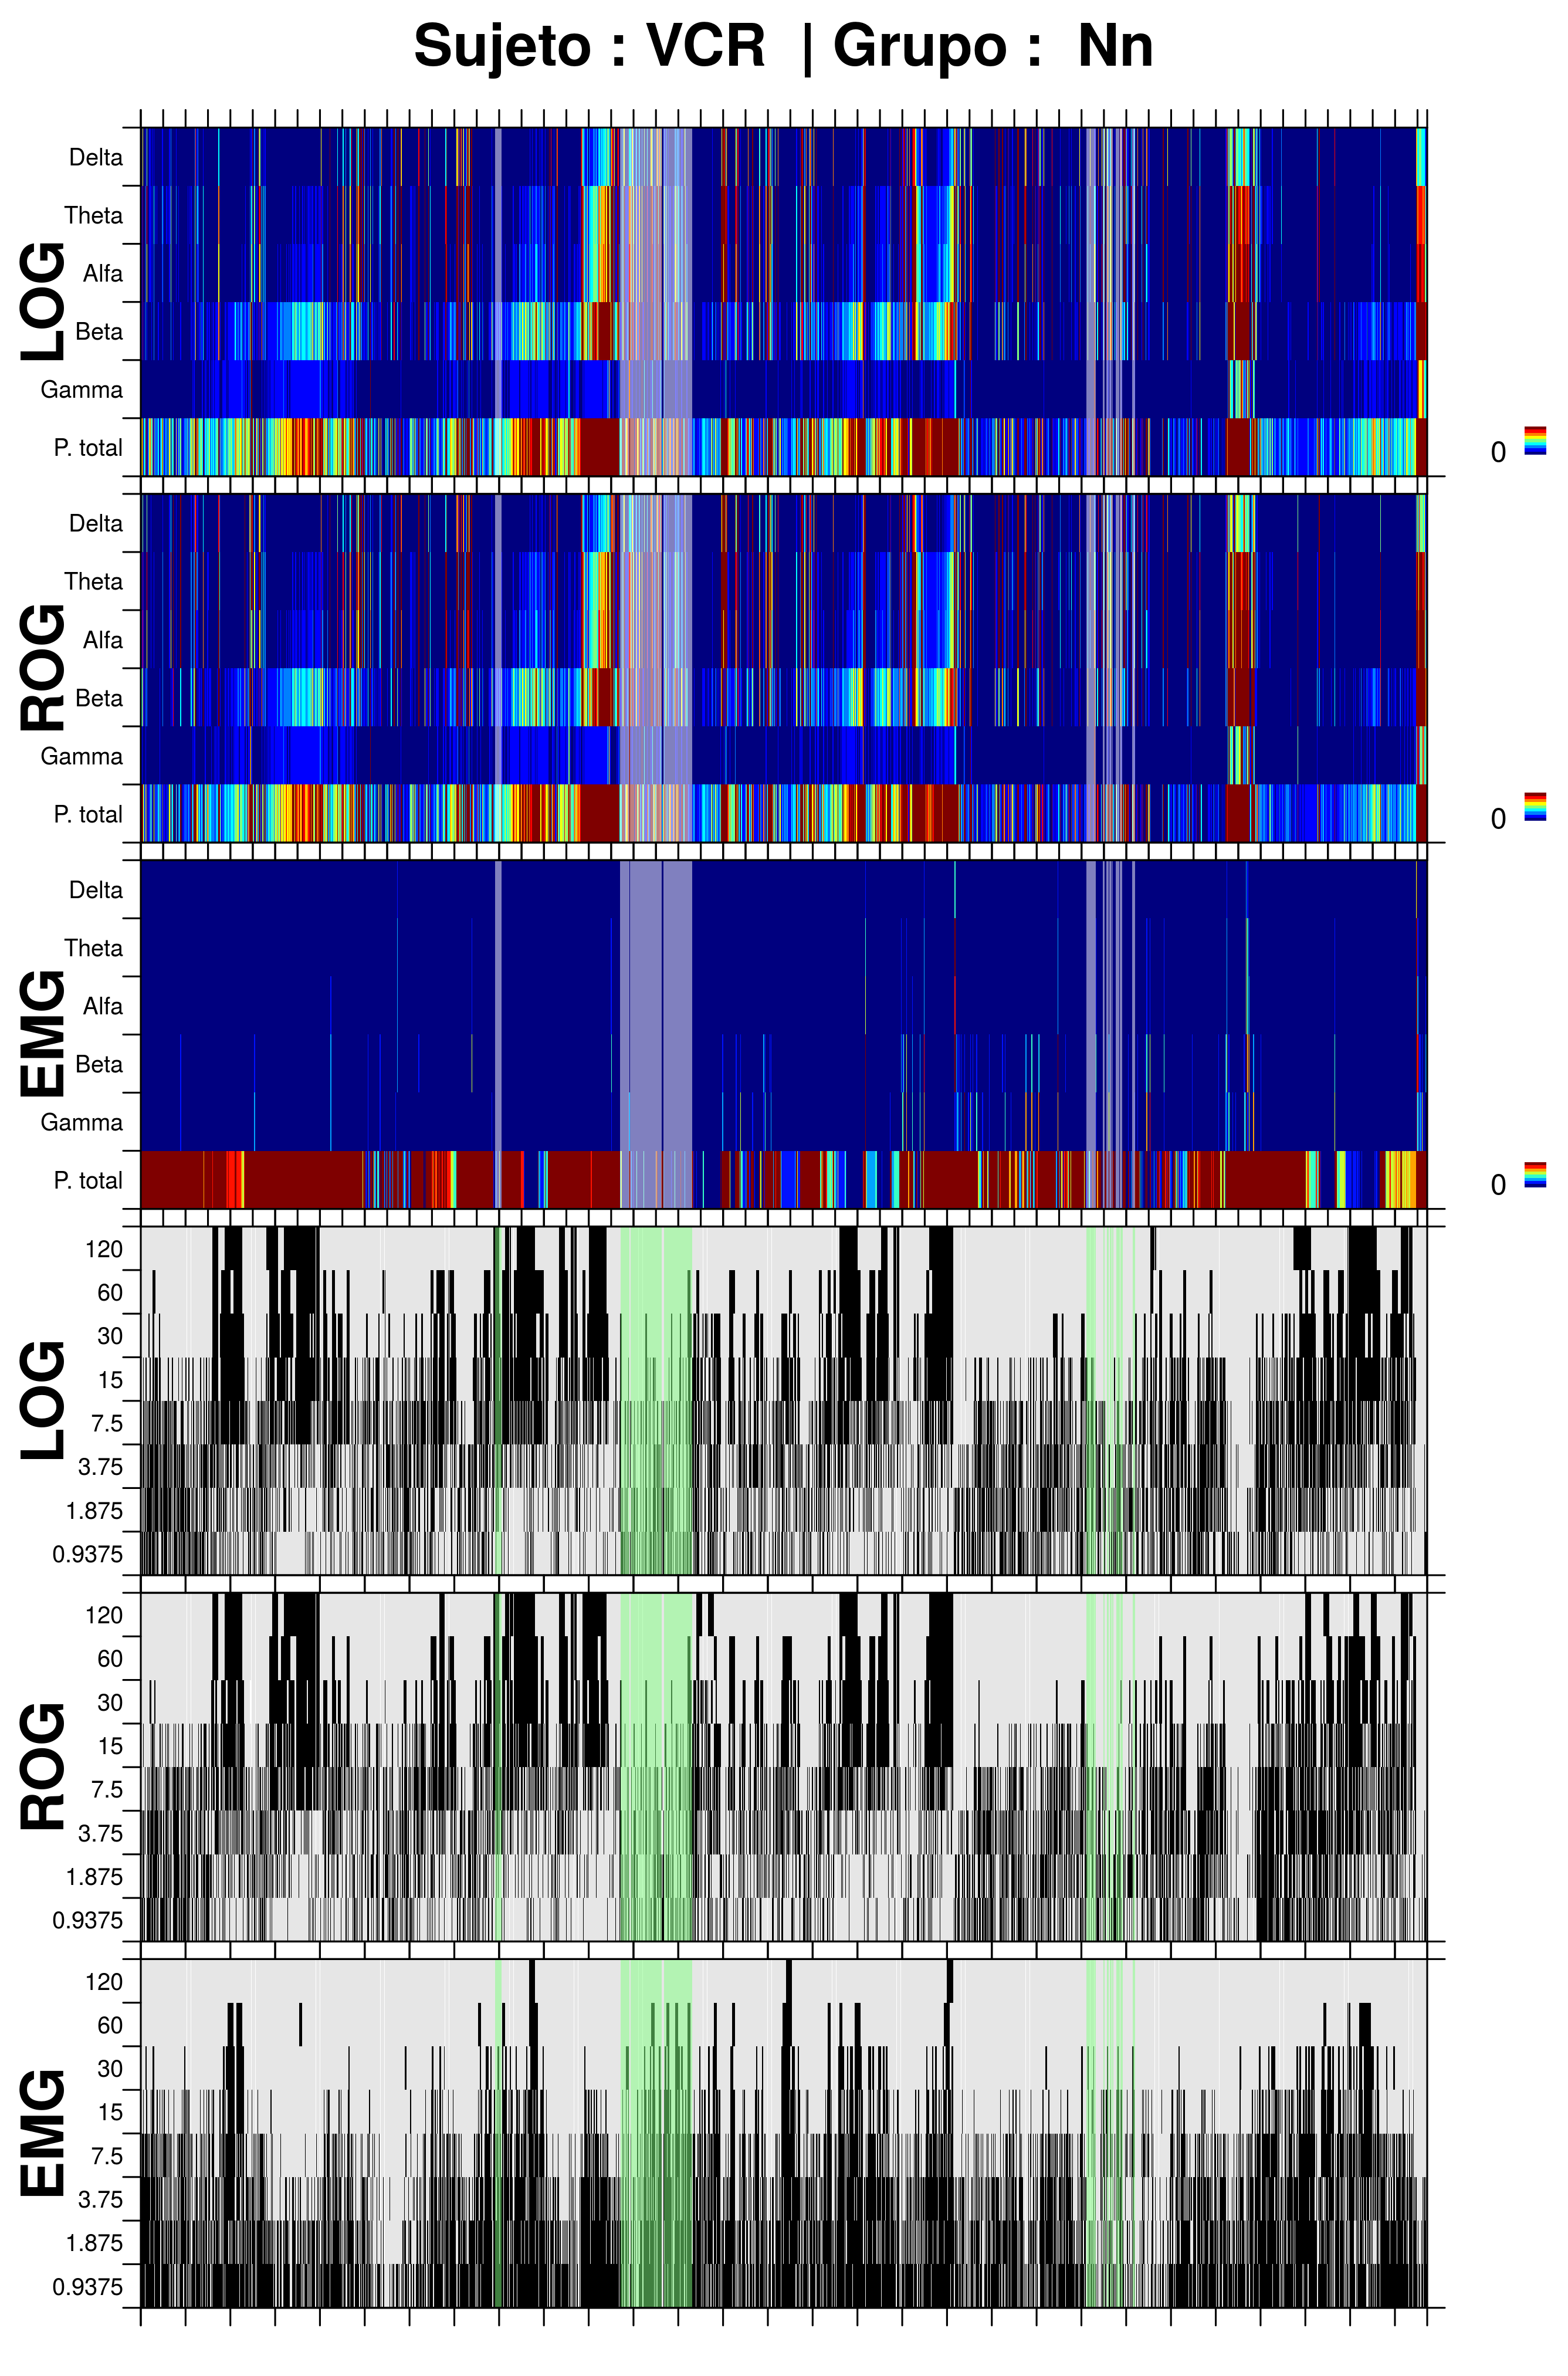 Sujeto : VCR | Grupo : Nn
LOG
Delta
Theta
Alfa
Beta
Gamma
P. total
0
ROG
Delta
Theta
Alfa
Beta
Gamma
P. total
0
EMG
Delta
Theta
Alfa
Beta
Gamma
P. total
0
LOG
120
60
30
15
7.5
3.75
1.875
0.9375
ROG
120
60
30
15
7.5
3.75
1.875
0.9375
EMG
120
60
30
15
7.5
3.75
1.875
0.9375